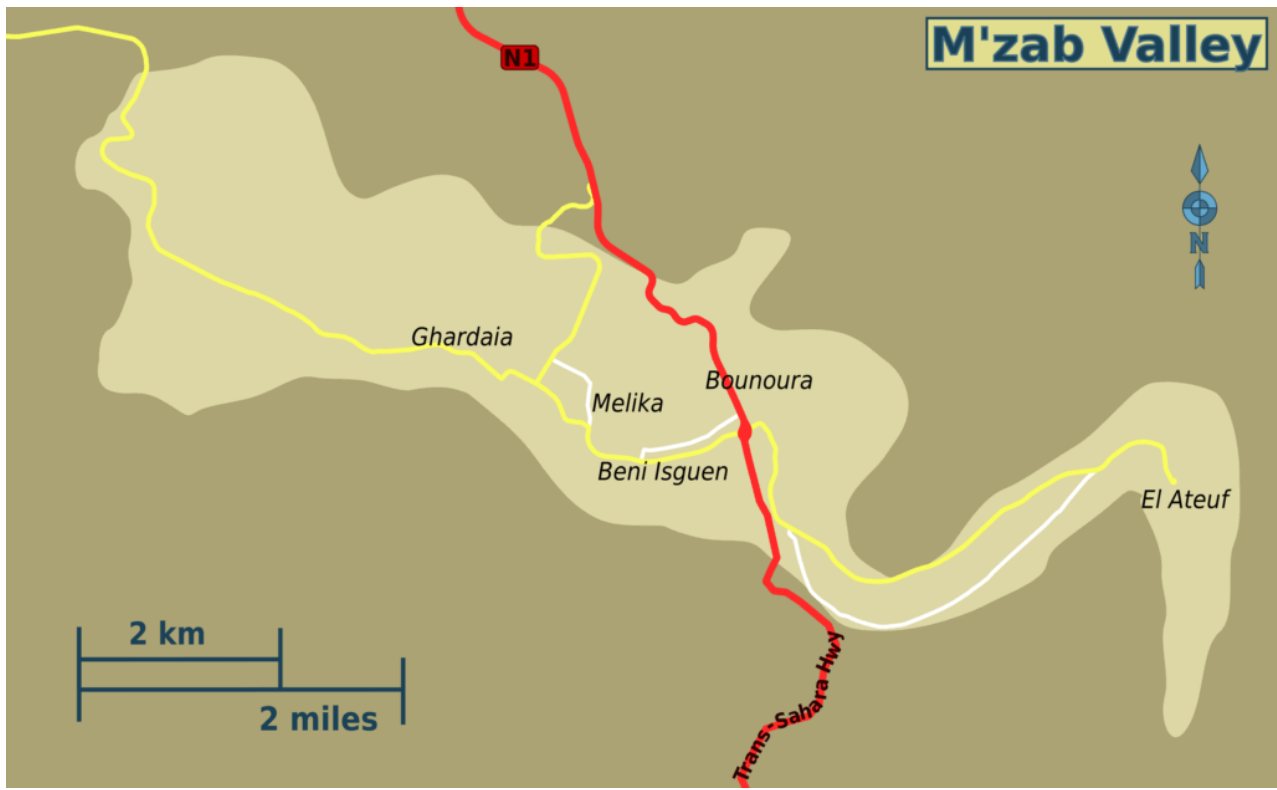 M'zab Valley
N1
N
Ghardaia
Bounoura
Melika
Beni Isguen
El Ateuf
2 km
2 miles
Trans-Sahara Hwy